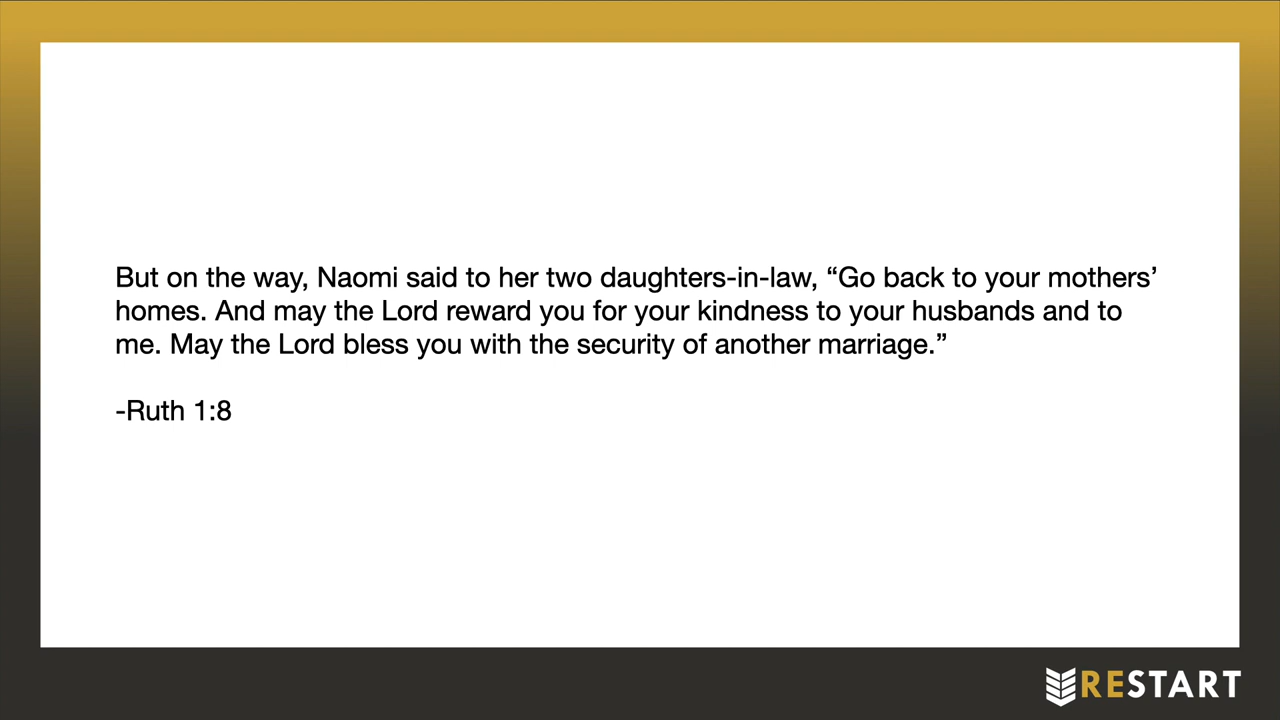 But on the way, Naomi said to her two daughters-in-law, “Go back to your mothers’
homes. And may the Lord reward you for your kindness to your husbands and to
me. May the Lord bless you with the security of another marriage.”
-Ruth 1:8
RESTART